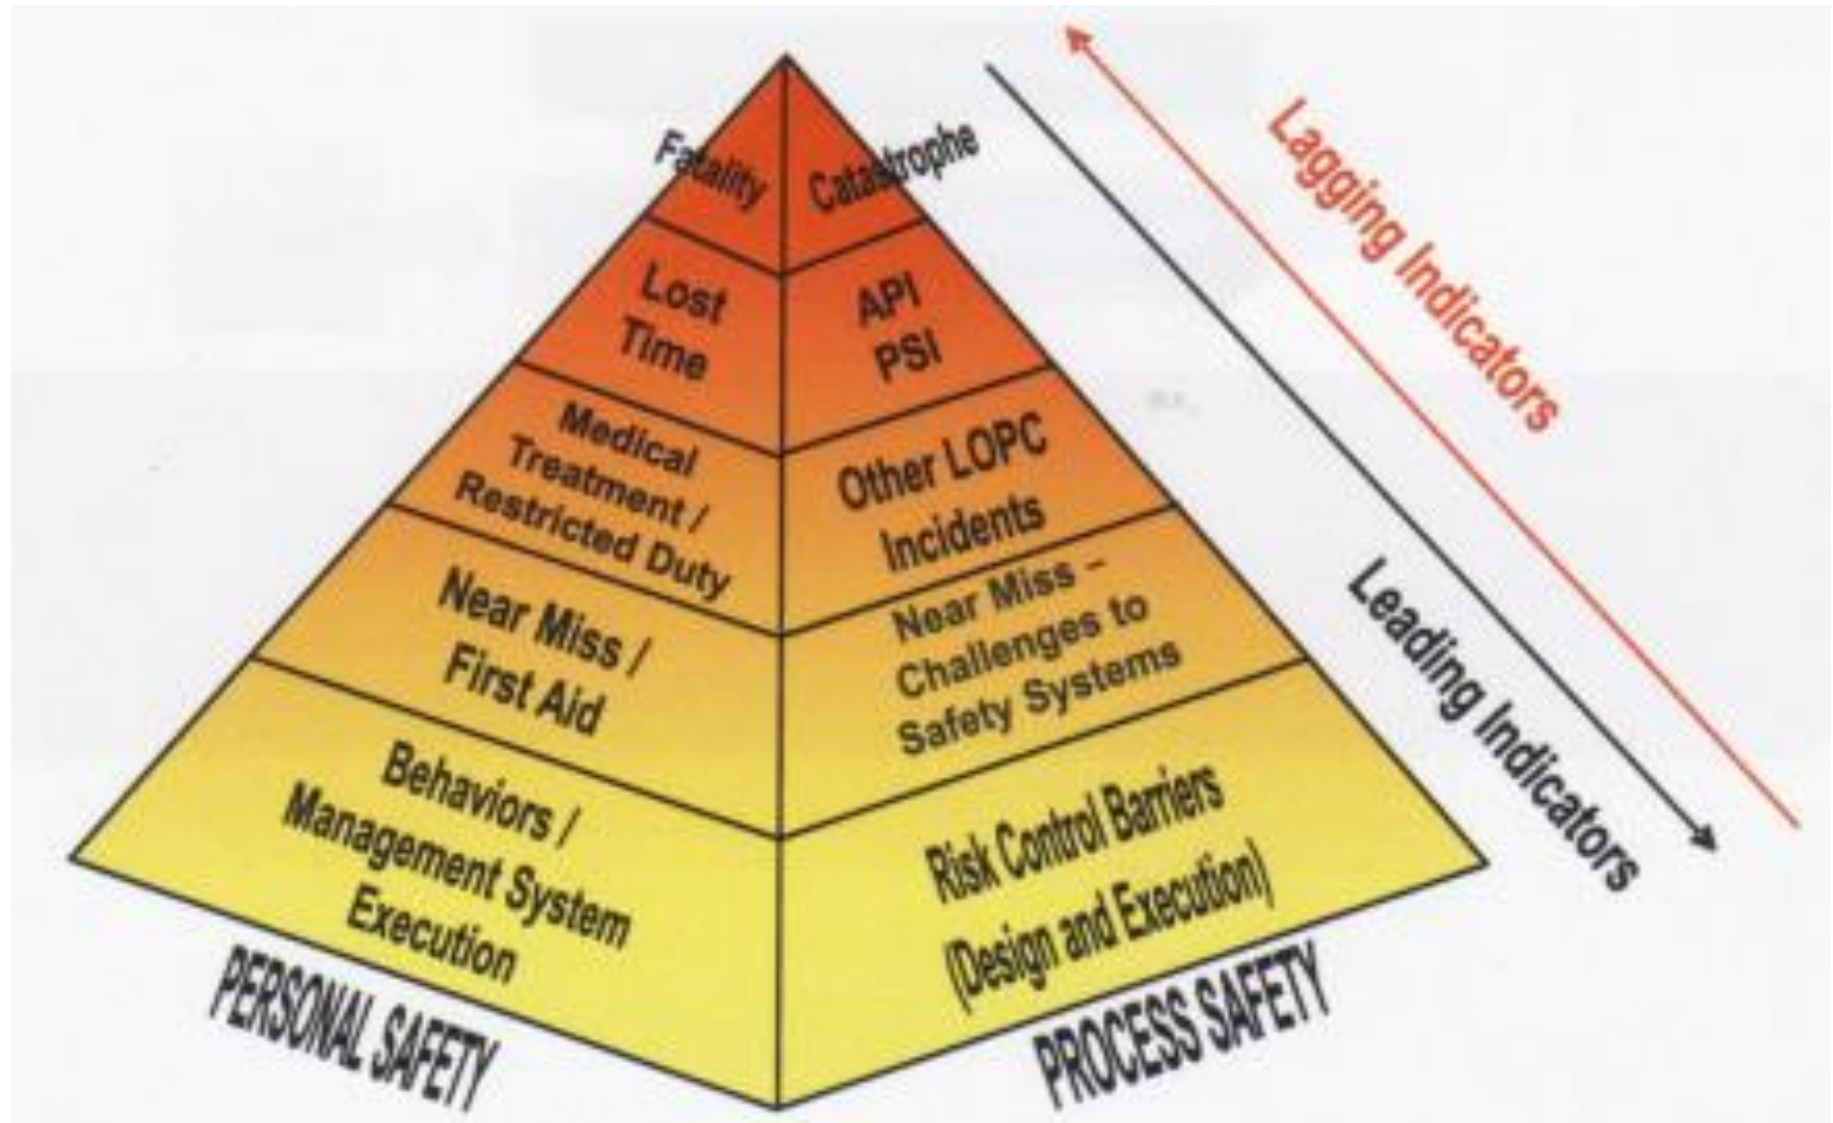 Fatality
Catastrophe
Lost
Time
API
PSI
Medical
Treatment /
Restricted Duty
Other LOPC
Incidents
Near Miss /
First Aid
Near Miss –
Challenges to
Safety Systems
Behaviors /
Management System
Execution
Risk Control Barriers
(Design and Execution)
PERSONAL SAFETY
PROCESS SAFETY
Lagging Indicators
Leading Indicators